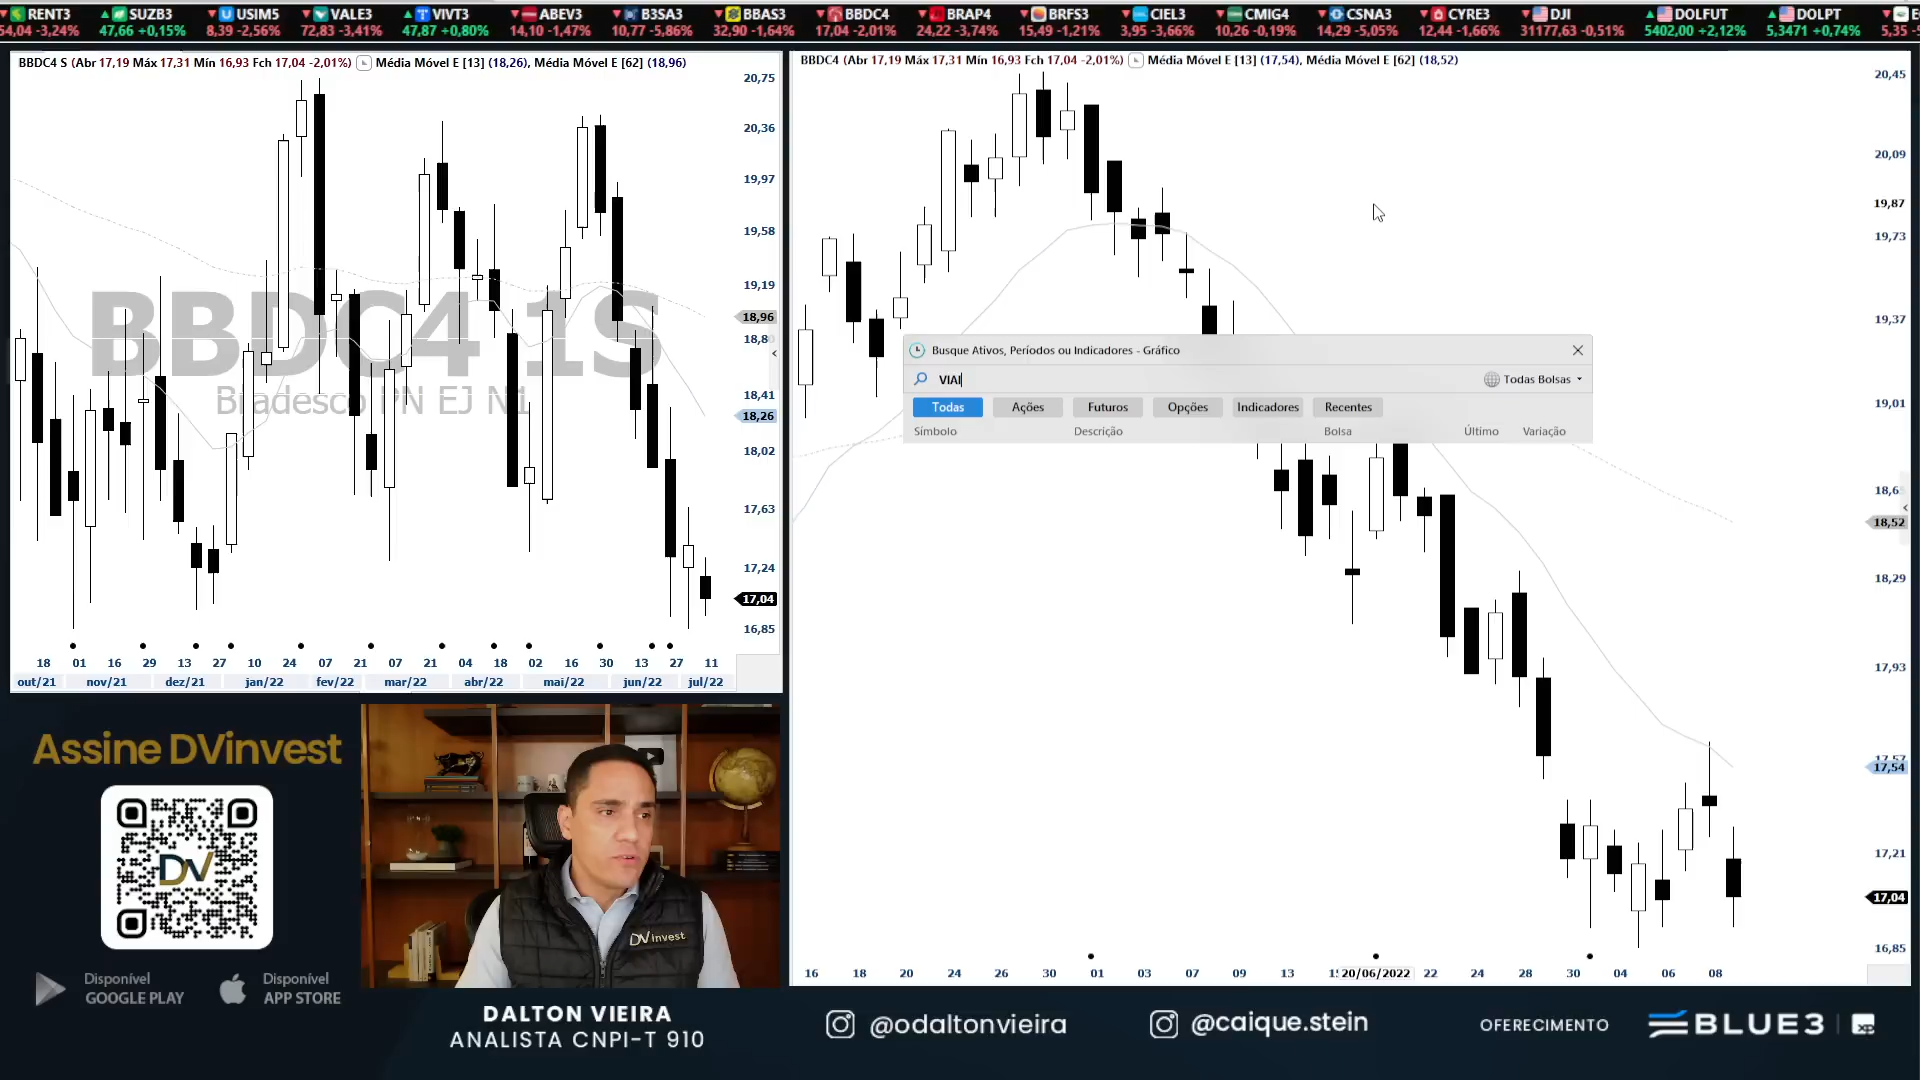 RENT3 SUZB3 USIM5 VALE3 VIVT3 ABEV3 B3SA3 BBAS3 BBDC4 BRAP4 BRFS3 CIEL3 CMIG4 CSNA3 CYRE3 DJI DOLFUT DOLPT
54,04 -3,24% 47,66 +0,15% 8,39 -2,56% 72,83 -3,41% 47,87 +0,80% 14,10 -1,47% 10,77 -5,86% 32,90 -1,64% 17,04 -2,01% 24,22 -3,74% 15,49 -1,21% 3,95 -3,66% 10,26 -0,19% 14,29 -5,05% 12,44 -1,66% 31177,63 -0,51% 5402,00 +2,12% 5,3471 +0,74% 5,35
BBDC4 S (Abr 17,19 Máx 17,31 Mín 16,93 Fch 17,04 -2,01%) Média Móvel E [13] (18,26), Média Móvel E [62] (18,96)
20,75
20,36
19,97
19,58
19,19
18,96
18,8
18,41
18,26
18,02
17,63
17,24
17,04
16,85
BBDC4 1S
Bradesco PN EJ N1
18 01 16 29 13 27 10 24 07 21 07 21 04 18 02 16 30 13 27 11
out/21 nov/21 dez/21 jan/22 fev/22 mar/22 abr/22 mai/22 jun/22 jul/22
BBDC4 (Abr 17,19 Máx 17,31 Mín 16,93 Fch 17,04 -2,01%) Média Móvel E [13] (17,54), Média Móvel E [62] (18,52)
20,45
20,09
19,87
19,73
19,37
19,01
18,6
18,52
18,29
17,93
17,54
17,21
17,04
16,85
Busque Ativos, Períodos ou Indicadores - Gráfico
VIAI
Todas Bolsas
Todas Ações Futuros Opções Indicadores Recentes
Símbolo Descrição Bolsa Último Variação
16 18 20 24 26 30 01 03 07 09 13 20/06/2022 22 24 28 30 04 06 08
Assine DVinvest
DV
Disponível
GOOGLE PLAY
Disponível
APP STORE
DVinvest
DALTON VIEIRA
ANALISTA CNPI-T 910
@odaltonvieira
@caique.stein
OFERECIMENTO
BLUE3
xp